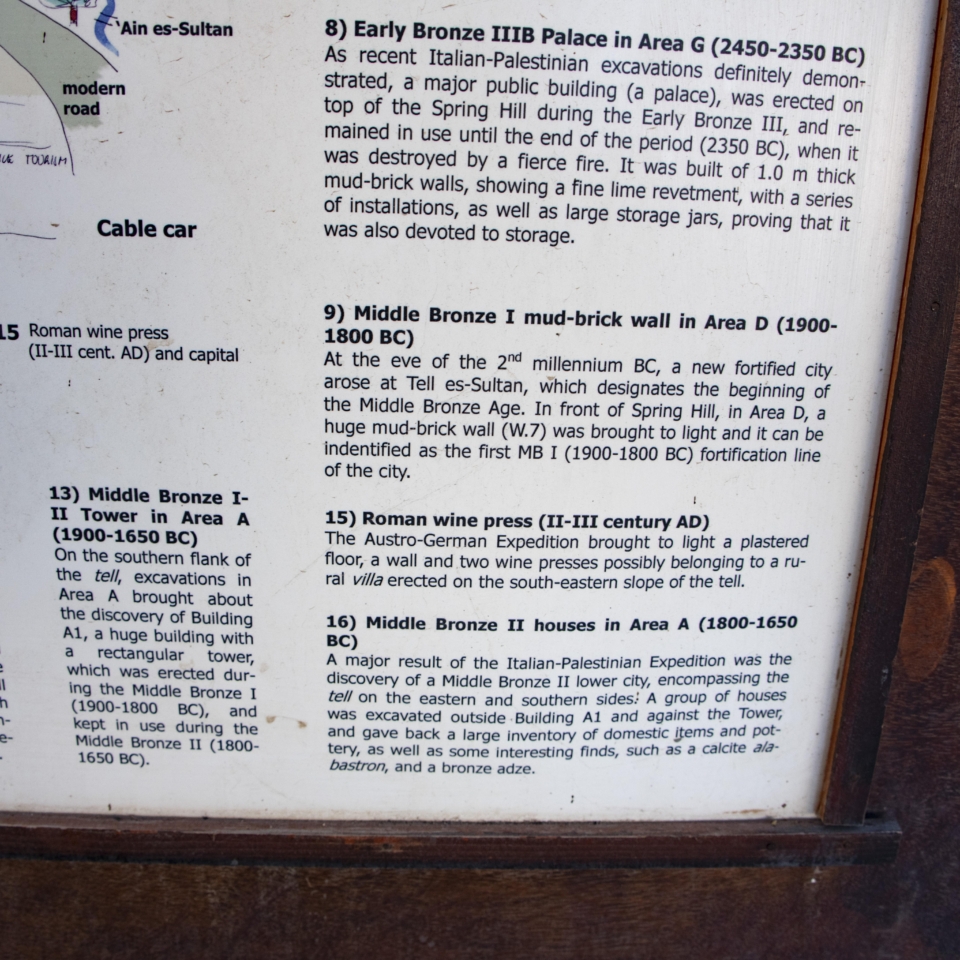 'Ain es-Sultan
modern
road
TOURILM
Cable car
15 Roman wine press
(II-III cent. AD) and capital
13) Middle Bronze I-
II Tower in Area A
(1900-1650 BC)
On the southern flank of
the tell, excavations in
Area A brought about
the discovery of Building
A1, a huge building with
a rectangular tower,
which was erected dur-
ing the Middle Bronze I
(1900-1800 BC), and
kept in use during the
Middle Bronze II (1800-
1650 BC).
8) Early Bronze IIIB Palace in Area G (2450-2350 BC)
As recent Italian-Palestinian excavations definitely demon-
strated, a major public building (a palace), was erected on
top of the Spring Hill during the Early Bronze III, and re-
mained in use until the end of the period (2350 BC), when it
was destroyed by a fierce fire. It was built of 1.0 m thick
mud-brick walls, showing a fine lime revetment, with a series
of installations, as well as large storage jars, proving that it
was also devoted to storage.
9) Middle Bronze I mud-brick wall in Area D (1900-
1800 BC)
At the eve of the 2nd millennium BC, a new fortified city
arose at Tell es-Sultan, which designates the beginning of
the Middle Bronze Age. In front of Spring Hill, in Area D, a
huge mud-brick wall (W.7) was brought to light and it can be
indentified as the first MB I (1900-1800 BC) fortification line
of the city.
15) Roman wine press (II-III century AD)
The Austro-German Expedition brought to light a plastered
floor, a wall and two wine presses possibly belonging to a ru-
ral villa erected on the south-eastern slope of the tell.
16) Middle Bronze II houses in Area A (1800-1650
BC)
A major result of the Italian-Palestinian Expedition was the
discovery of a Middle Bronze II lower city, encompassing the
tell on the eastern and southern sides. A group of houses
was excavated outside Building A1 and against the Tower,
and gave back a large inventory of domestic items and pot-
tery, as well as some interesting finds, such as a calcite ala-
bastron, and a bronze adze.